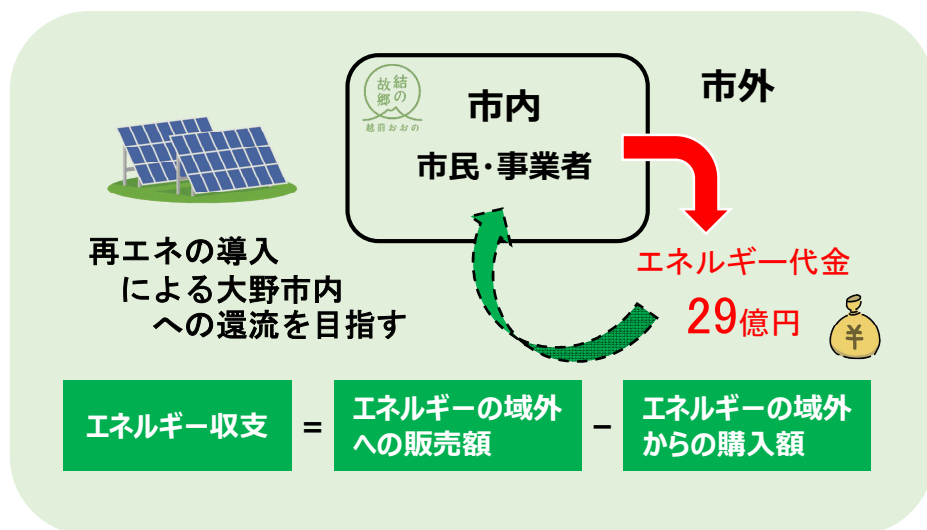 結の
故郷
越前おおの
市内
市民・事業者
市外
再エネの導入
による大野市内
への還流を目指す
エネルギー代金
29億円
¥
エネルギー収支
=
エネルギーの域外
への販売額
−
エネルギーの域外
からの購入額